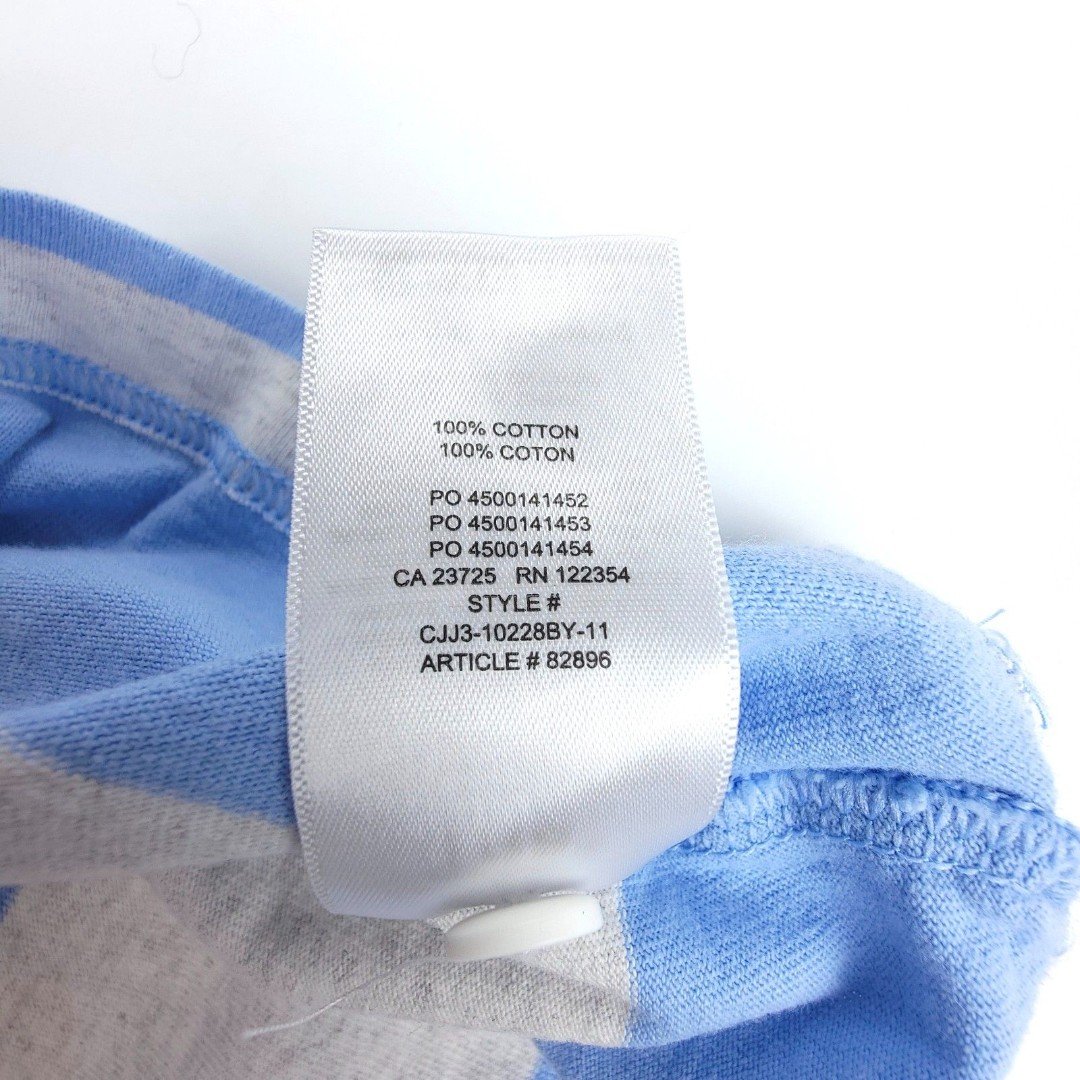 100% COTTON
100% COTON
PO 4500141452
PO 4500141453
PO 4500141454
CA 23725 RN 122354
STYLE #
CJJ3-10228BY-11
ARTICLE # 82896